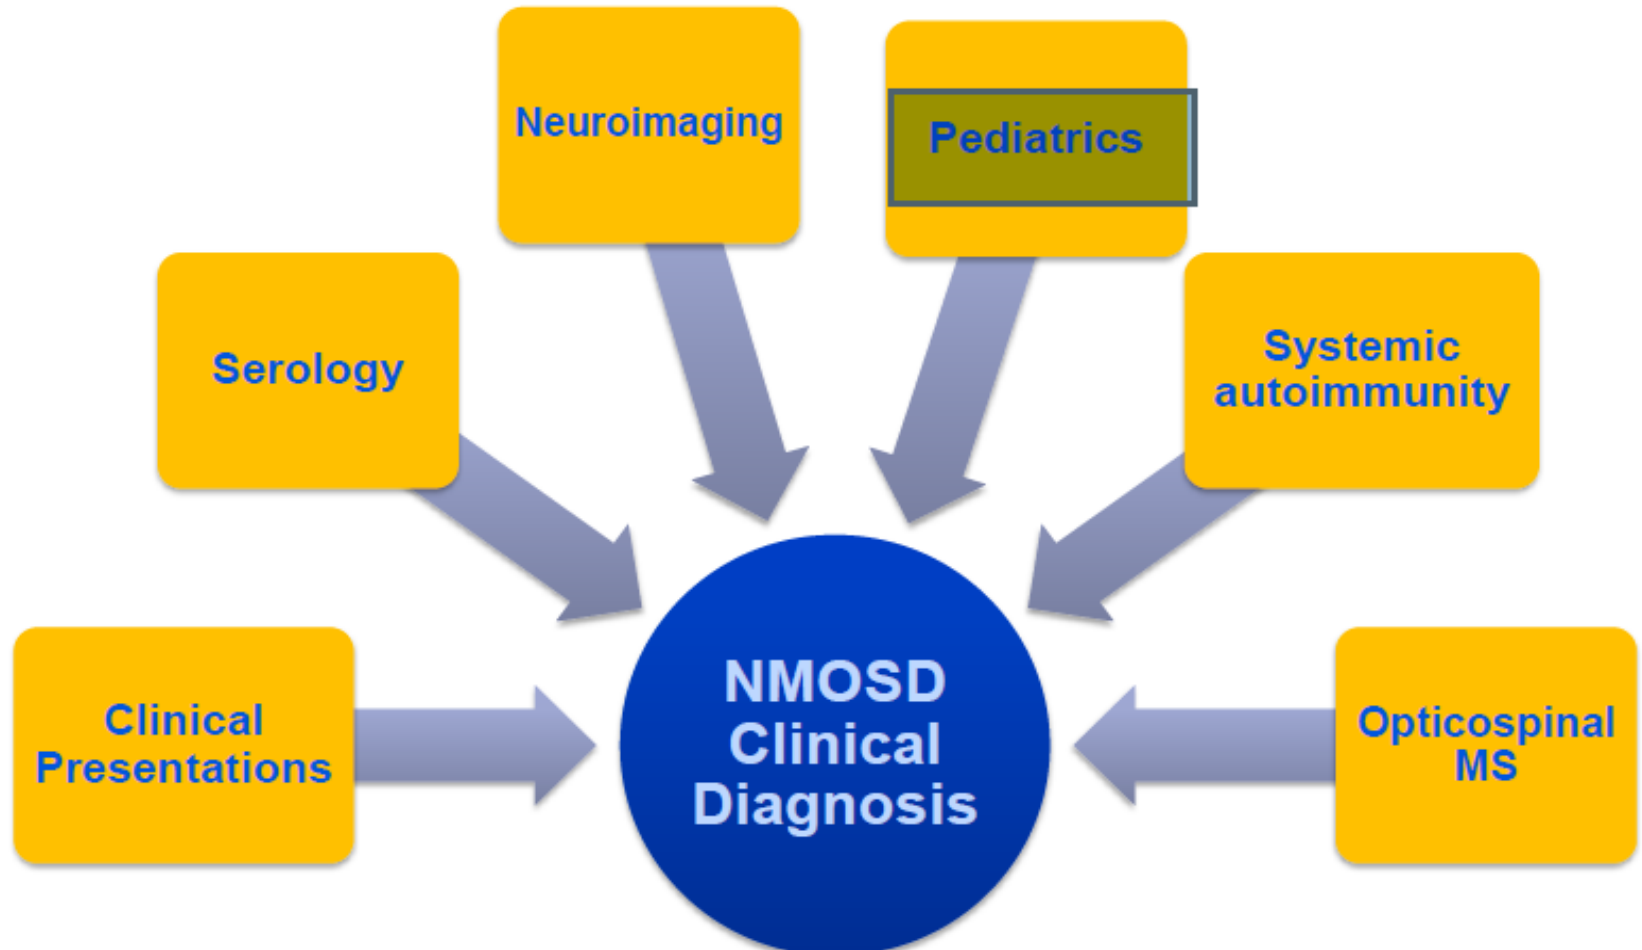 Neuroimaging
Pediatrics
Serology
Systemic
autoimmunity
Clinical
Presentations
NMOSD
Clinical
Diagnosis
Opticospinal
MS